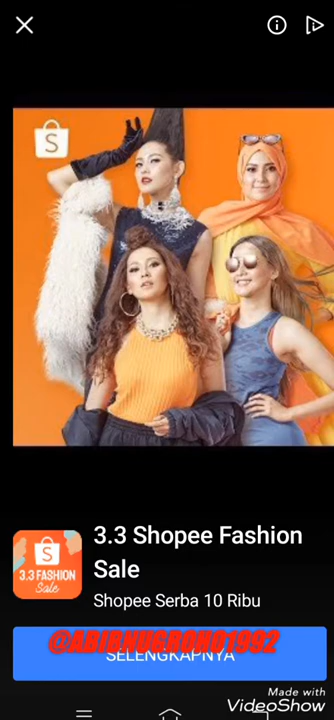 S
S
3.3 FASHION
Sale
3.3 Shopee Fashion
Sale
Shopee Serba 10 Ribu
@ABIBNUGROHO1992
SELENGKAPNYA
Made with
VideoShow